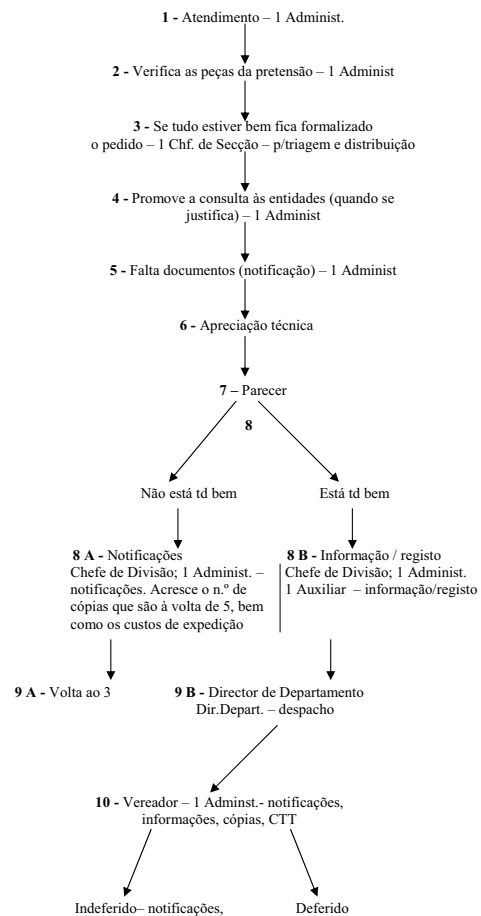 1 - Atendimento – 1 Administ.
2 - Verifica as peças da pretensão – 1 Administ
3 - Se tudo estiver bem fica formalizado
o pedido – 1 Chf. de Secção – p/triagem e distribuição
4 - Promove a consulta às entidades (quando se
justifica) – 1 Administ
5 - Falta documentos (notificação) – 1 Administ
6 - Apreciação técnica
7 – Parecer
8
Não está td bem
Está td bem
8 A - Notificações
Chefe de Divisão; 1 Administ. –
notificações. Acresce o n.º de
cópias que são à volta de 5, bem
como os custos de expedição
8 B - Informação / registo
Chefe de Divisão; 1 Administ.
1 Auxiliar – informação/registo
9 A - Volta ao 3
9 B - Director de Departamento
Dir.Depart. – despacho
10 - Vereador – 1 Adminst.- notificações,
informações, cópias, CTT
Indeferido– notificações,
Deferido